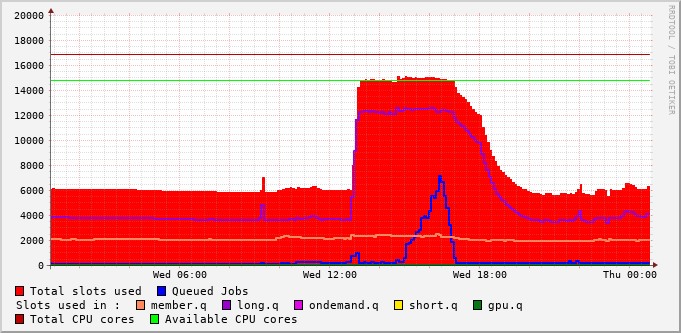 20000
18000
16000
14000
12000
10000
8000
6000
4000
2000
0
Wed 06:00 Wed 12:00 Wed 18:00 Thu 00:00
RRDTOOL / TOBI OETIKER
Total slots used Queued Jobs
Slots used in : member.q long.q ondemand.q short.q gpu.q
Total CPU cores Available CPU cores